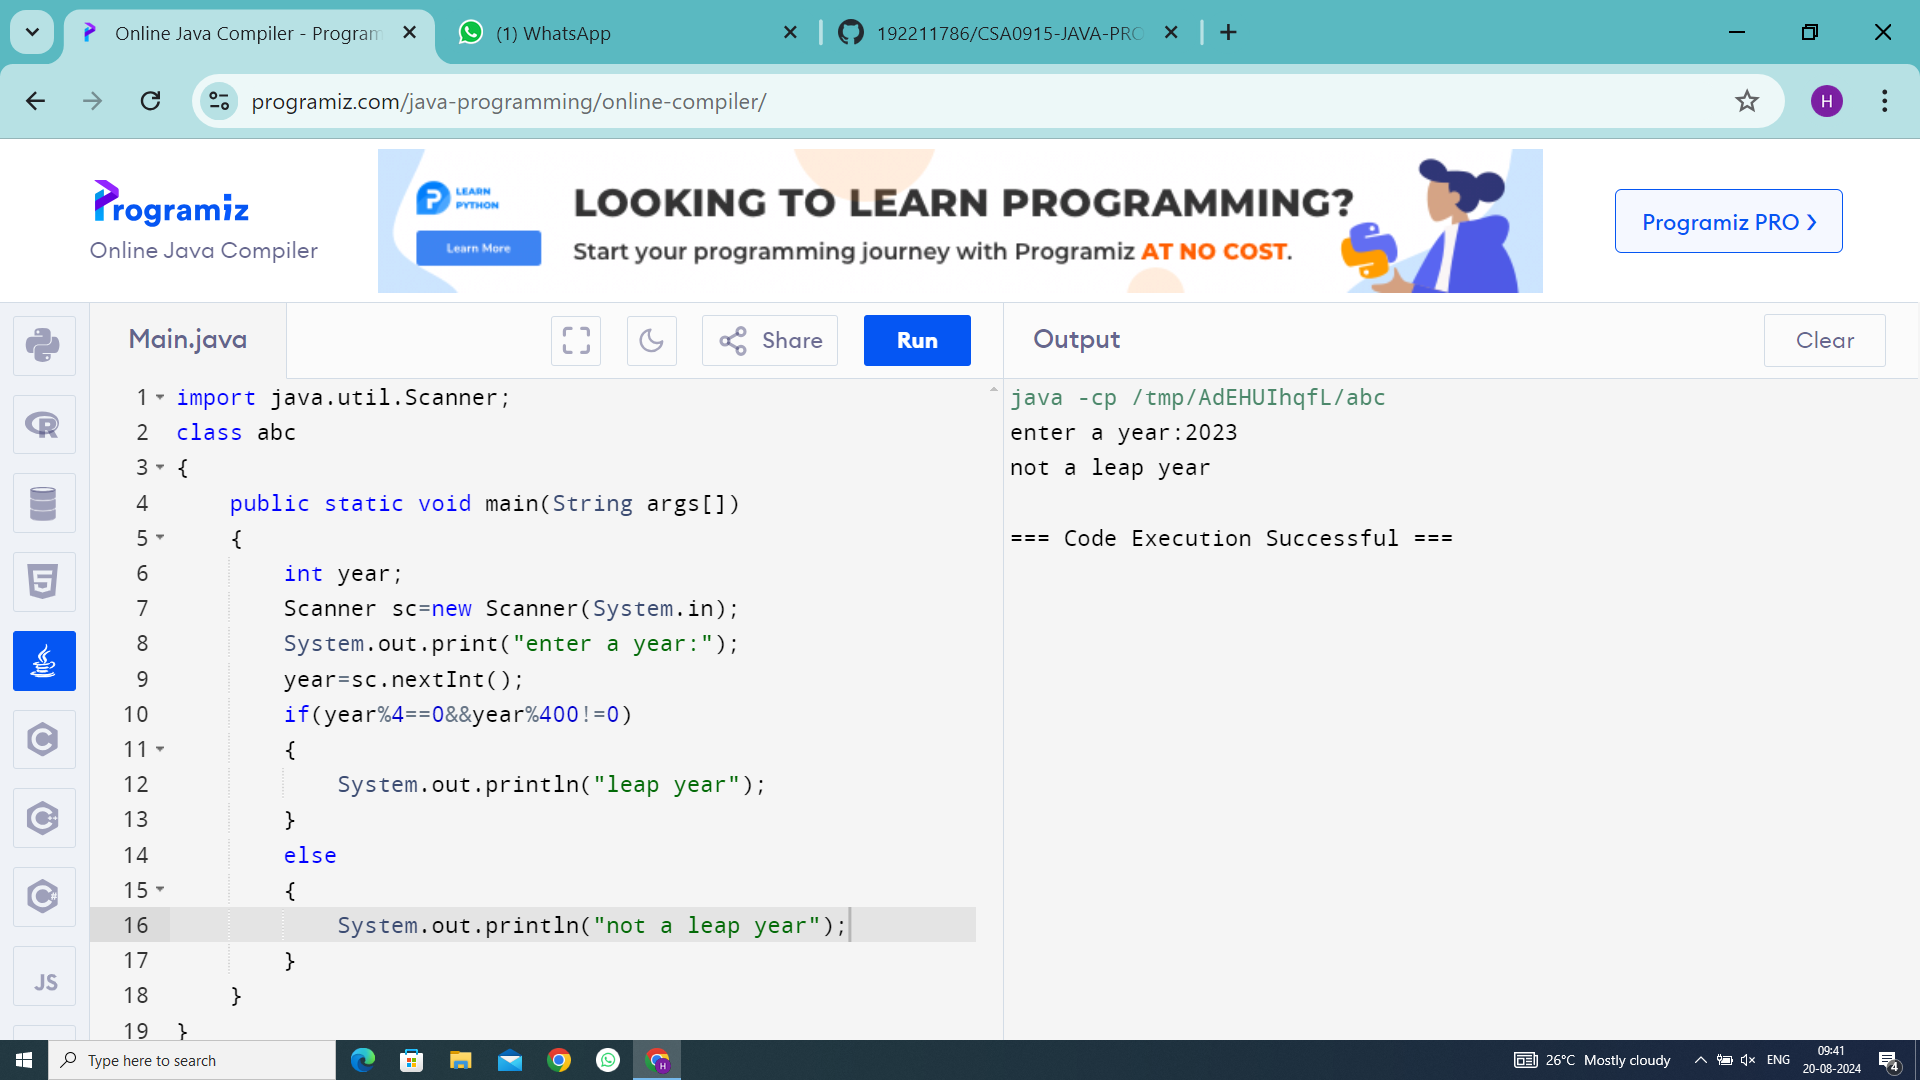 Online Java Compiler - Program
(1) WhatsApp
192211786/CSA0915-JAVA-PRO
programiz.com/java-programming/online-compiler/
H
Programiz
Online Java Compiler
LEARN
PYTHON
Learn More
LOOKING TO LEARN PROGRAMMING?
Start your programming journey with Programiz AT NO COST.
Programiz PRO ›
Main.java
Share
Run
Output
Clear
1 import java.util.Scanner;
2 class abc
3 {
4     public static void main(String args[])
5     {
6         int year;
7         Scanner sc=new Scanner(System.in);
8         System.out.print("enter a year:");
9         year=sc.nextInt();
10         if(year%4==0&&year%400!=0)
11         {
12             System.out.println("leap year");
13         }
14         else
15         {
16             System.out.println("not a leap year");
17         }
18     }
19 }
java -cp /tmp/AdEHUIhqfL/abc
enter a year:2023
not a leap year
=== Code Execution Successful ===
JS
Type here to search
26°C Mostly cloudy
ENG
09:41
20-08-2024
4